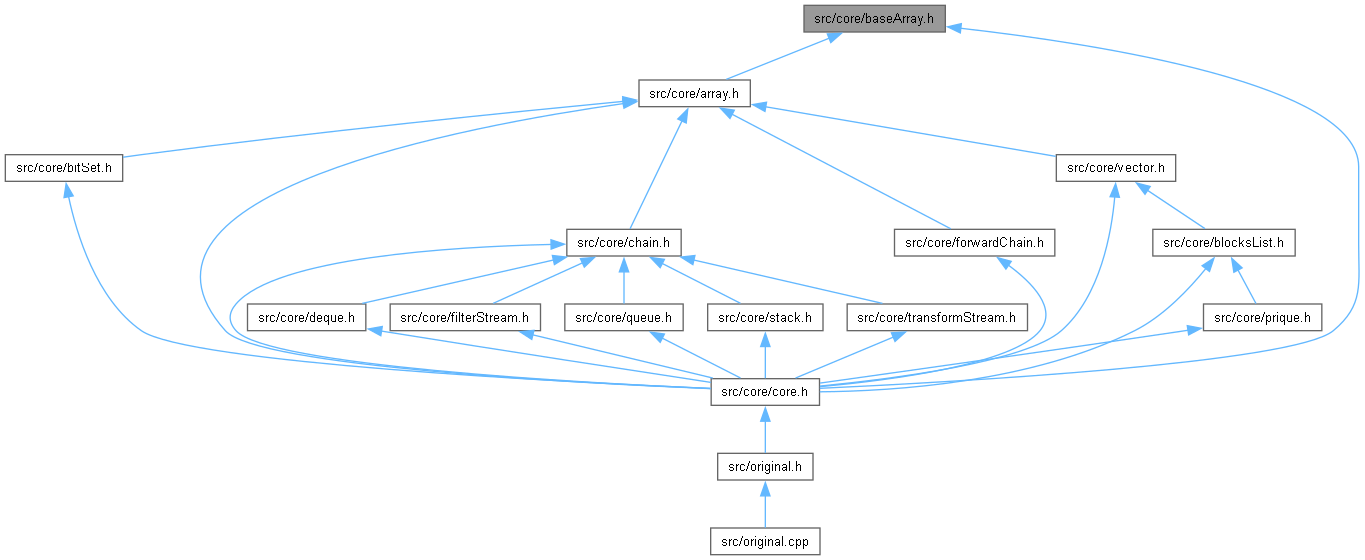 src/core/baseArray.h
src/core/array.h
src/core/bitSet.h
src/core/vector.h
src/core/chain.h
src/core/forwardChain.h
src/core/blocksList.h
src/core/deque.h
src/core/filterStream.h
src/core/queue.h
src/core/stack.h
src/core/transformStream.h
src/core/prique.h
src/core/core.h
src/original.h
src/original.cpp